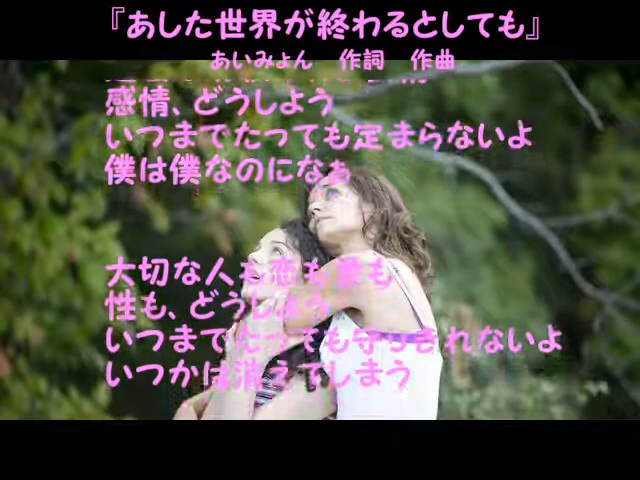 『あした世界が終わるとしても』
あいみょん 作詞 作曲
感情、どうしよう
いつまでたっても定まらないよ
僕は僕なのになぁ
大切な人も恋も愛も
性も、どうしよう
いつまでたっても守りきれないよ
いつかは消えてしまう